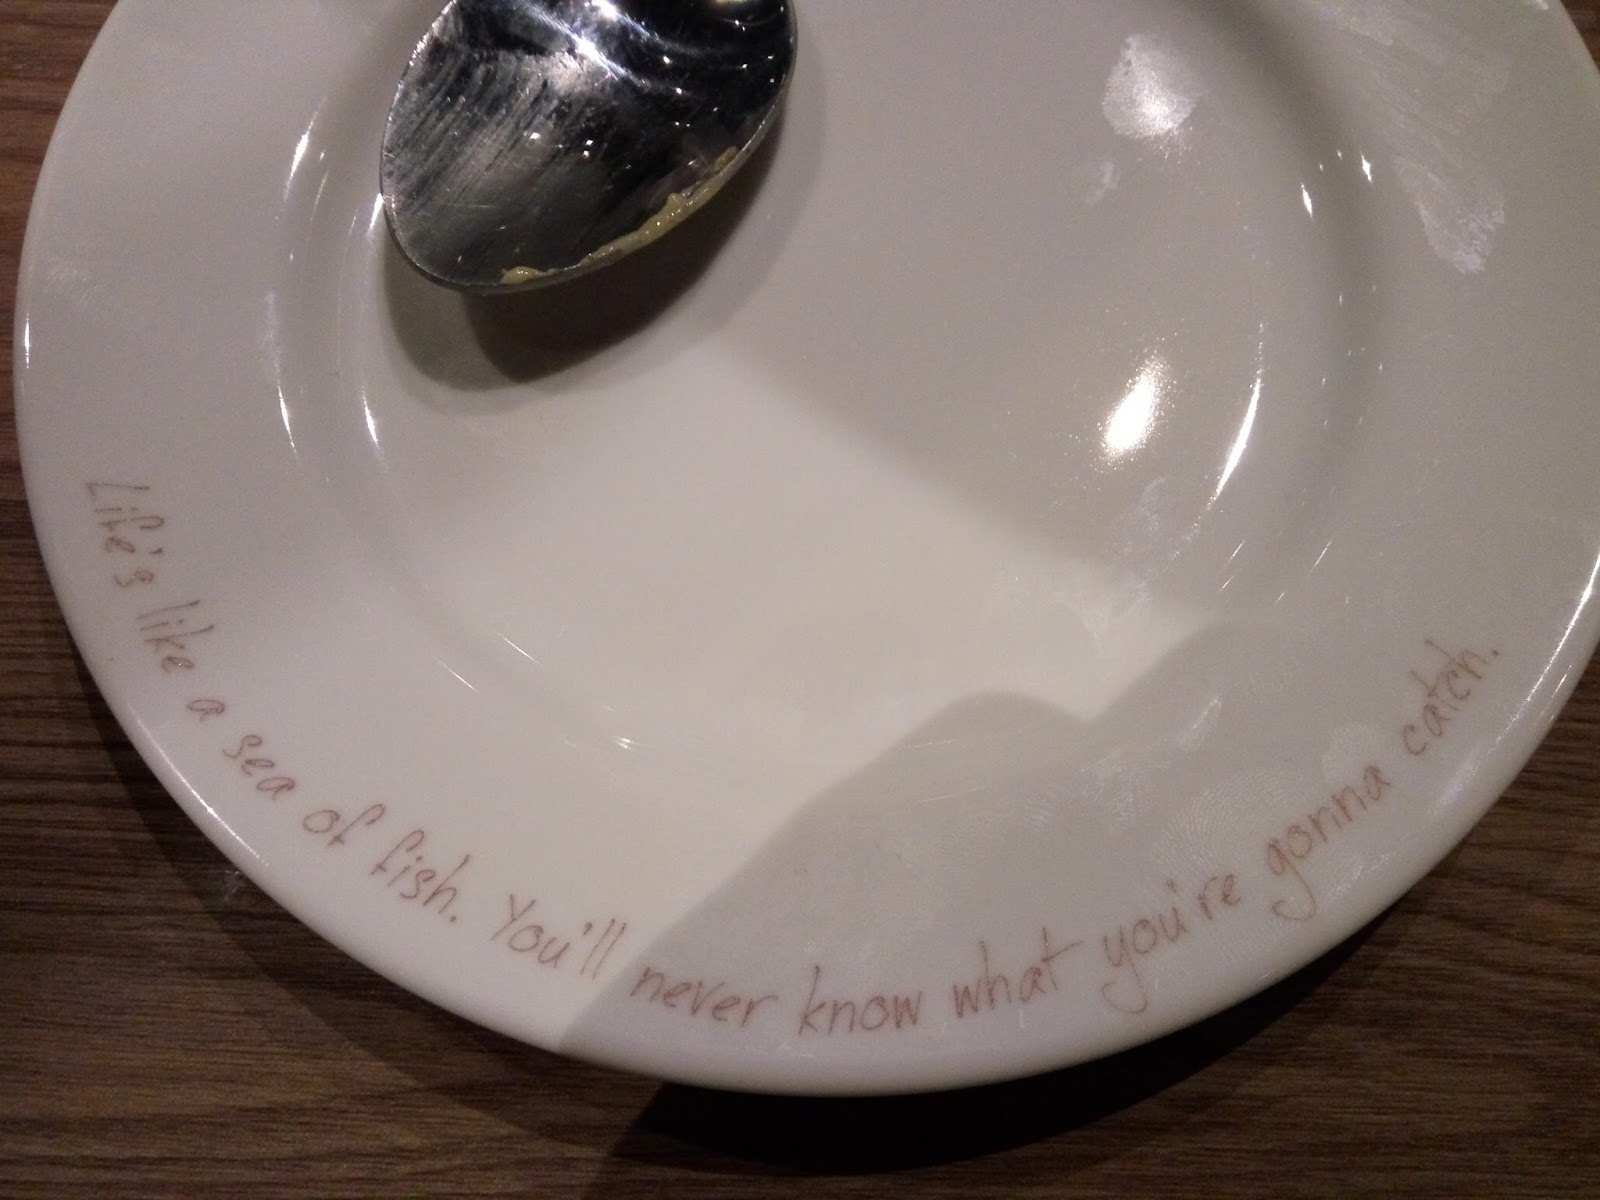 Life's like a sea of fish. You'll never know what you're gonna catch.